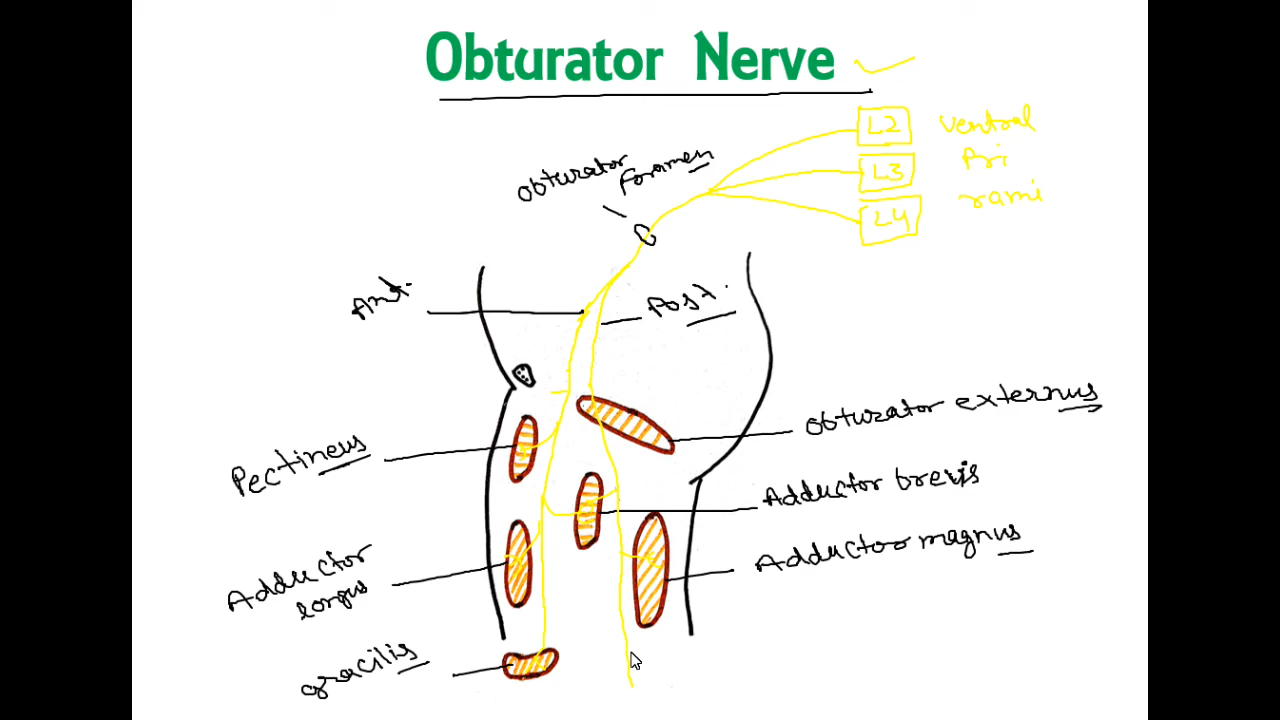 Obturator Nerve
L2
L3
L4
ventral
Pri
rami
Obturator
foramen
Ant.
Post.
Pectineus
Obturator externus
Adductor brevis
Adductor magnus
Adductor
longus
gracilis